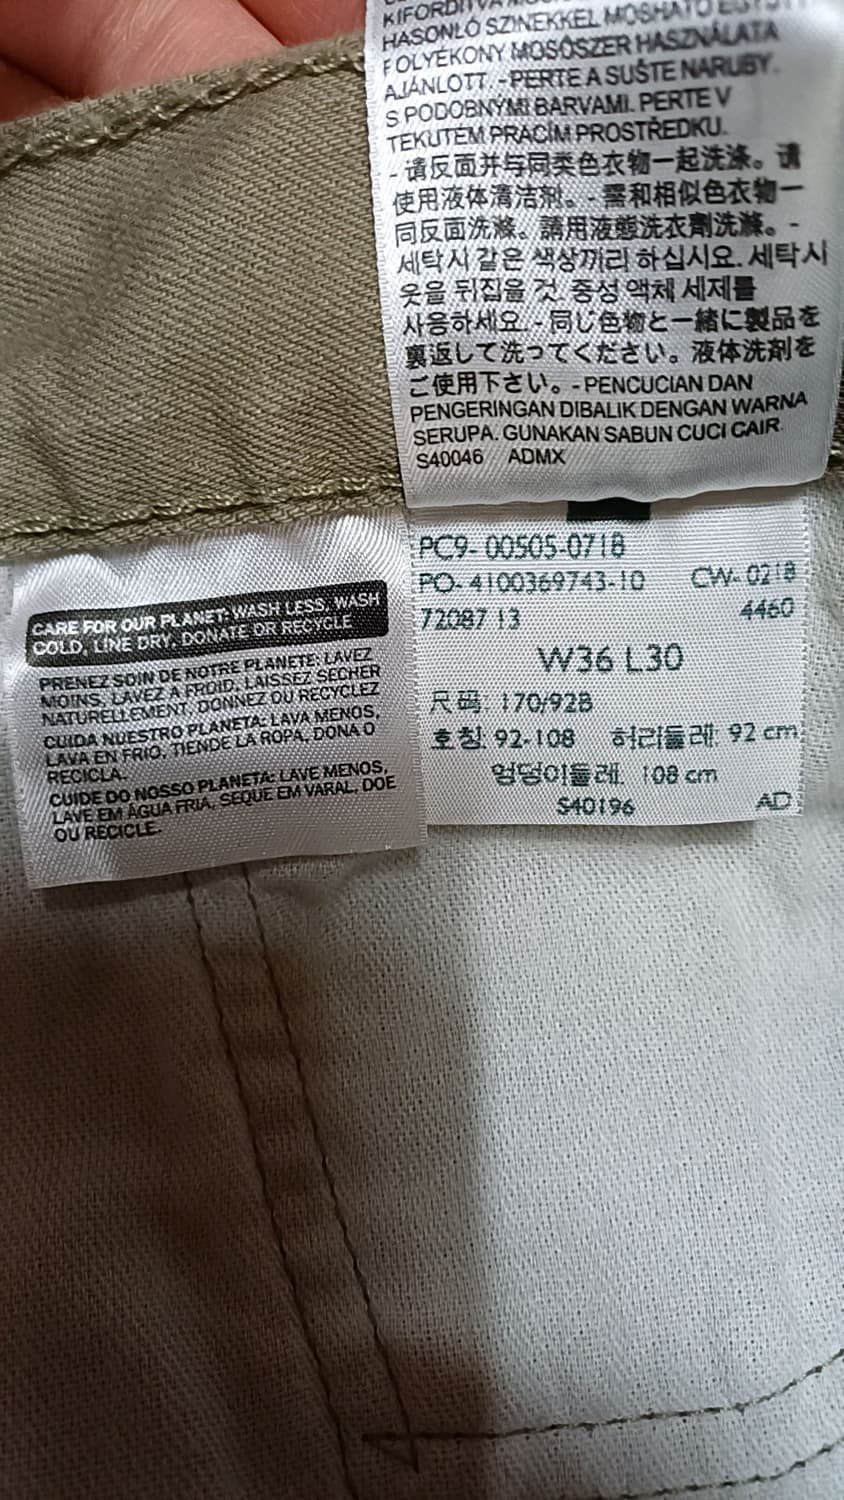 HASONLÓ SZÍNEKKEL MOSHATÓ
FOLYÉKONY MOSÓSZER HASZNÁLATA
AJÁNLOTT. - PERTE A SUŠTE NARUBY.
S PODOBNÝMI BARVAMI. PERTE V
TEKUTÉM PRACÍM PROSTŘEDKU.
- 请反面并与同类色衣物一起洗涤。请
使用液体清洁剂。- 需和相似色衣物一
同反面洗滌。請用液態洗衣劑洗滌。-
세탁시 같은 색상끼리 하십시요. 세탁시
옷을 뒤집을 것. 중성 액체 세제를
사용하세요. - 同じ色物と一緒に製品を
裏返して洗ってください。液体洗剤を
ご使用下さい。- PENCUCIAN DAN
PENGERINGAN DIBALIK DENGAN WARNA
SERUPA. GUNAKAN SABUN CUCI CAIR
S40046 ADMX
CARE FOR OUR PLANET: WASH LESS, WASH
COLD, LINE DRY, DONATE OR RECYCLE
PRENEZ SOIN DE NOTRE PLANETE: LAVEZ
MOINS, LAVEZ A FROID, LAISSEZ SECHER
NATURELLEMENT, DONNEZ OU RECYCLEZ
CUIDA NUESTRO PLANETA: LAVA MENOS,
LAVA EN FRIO, TIENDE LA ROPA, DONA O
RECICLA.
CUIDE DO NOSSO PLANETA: LAVE MENOS,
LAVE EM ÁGUA FRIA, SEQUE EM VARAL, DOE
OU RECICLE.
PC9- 00505-0718
PO- 4100369743-10 CW- 0218
72087 13 4460
W36 L30
尺码: 170/92B
호칭: 92-108 허리둘레: 92 cm
엉덩이둘레: 108 cm
S40196 AD